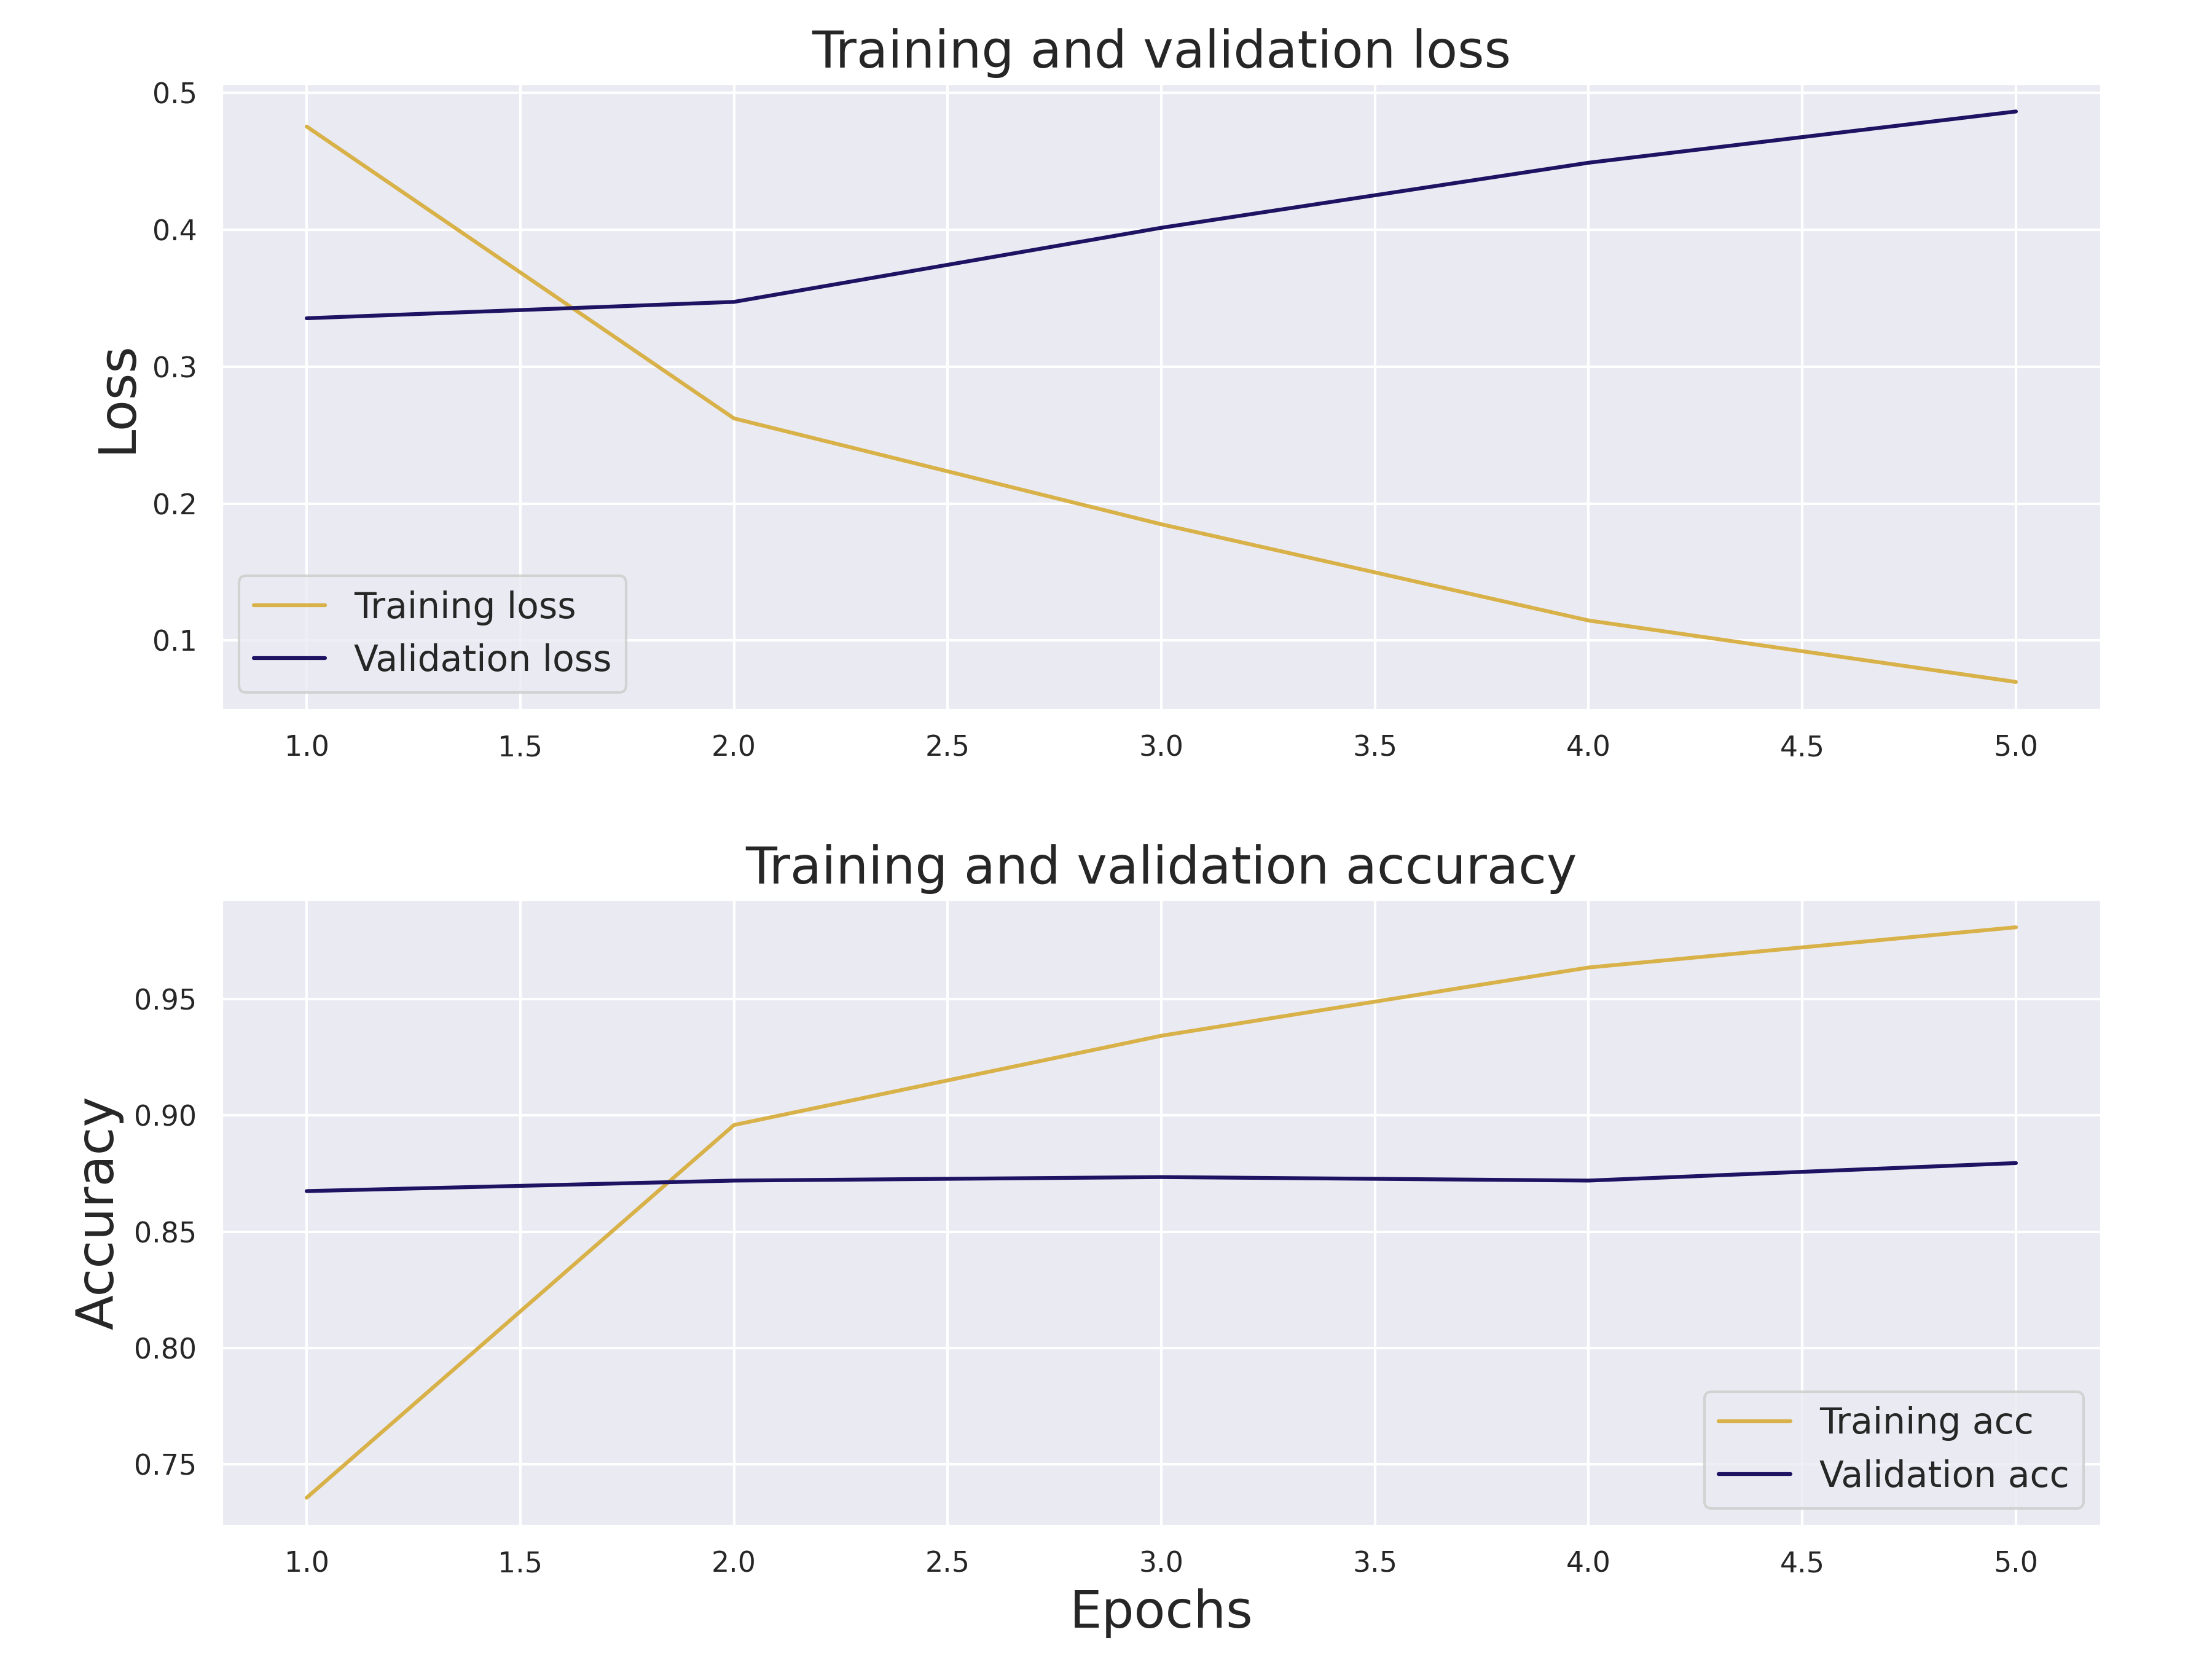 Training and validation loss
0.5
0.4
0.3
0.2
0.1
Loss
Training loss
Validation loss
1.0 1.5 2.0 2.5 3.0 3.5 4.0 4.5 5.0
Training and validation accuracy
0.95
0.90
0.85
0.80
0.75
Accuracy
Training acc
Validation acc
1.0 1.5 2.0 2.5 3.0 3.5 4.0 4.5 5.0
Epochs